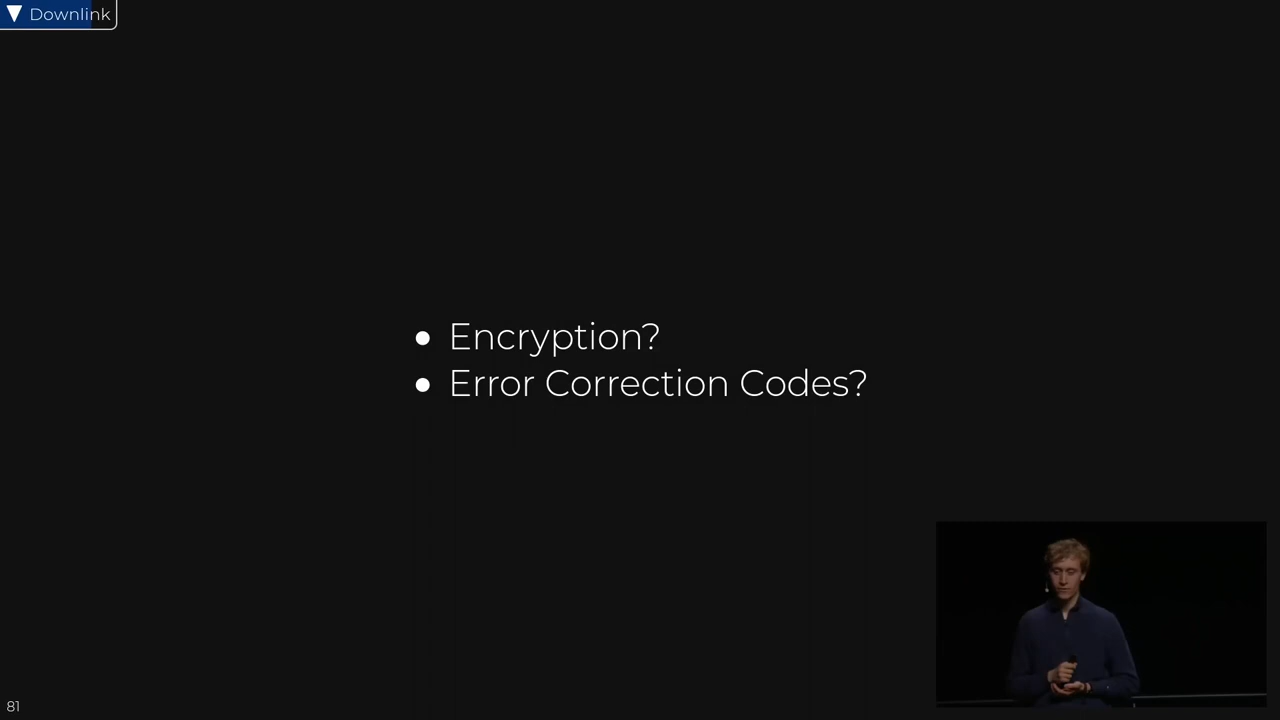 ▼ Downlink
● Encryption?
● Error Correction Codes?
81